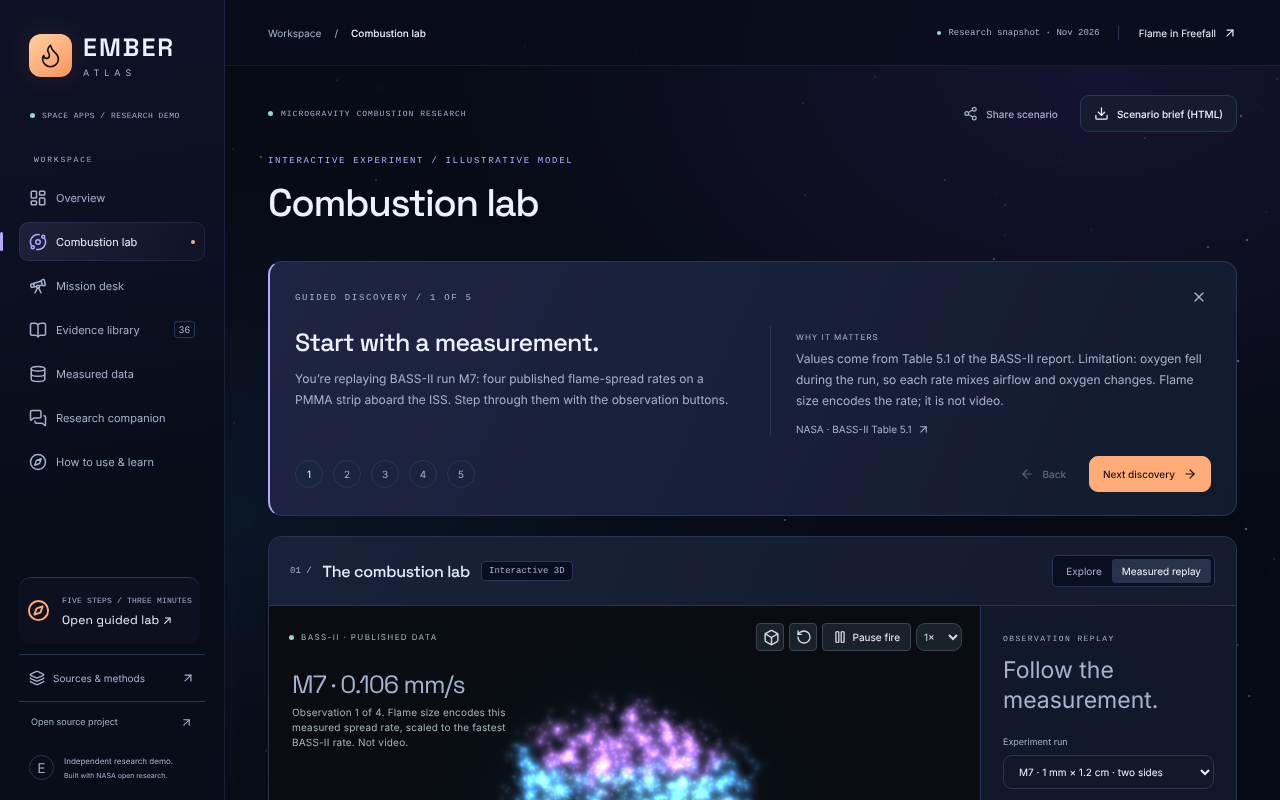 EMBER
ATLAS
SPACE APPS / RESEARCH DEMO
WORKSPACE
Overview
Combustion lab
Mission desk
Evidence library 36
Measured data
Research companion
How to use & learn
FIVE STEPS / THREE MINUTES
Open guided lab
Sources & methods
Open source project
E
Independent research demo.
Built with NASA open research.
Workspace / Combustion lab
Research snapshot · Nov 2026
Flame in Freefall
MICROGRAVITY COMBUSTION RESEARCH
Share scenario
Scenario brief (HTML)
INTERACTIVE EXPERIMENT / ILLUSTRATIVE MODEL
Combustion lab
GUIDED DISCOVERY / 1 OF 5
Start with a measurement.
You're replaying BASS-II run M7: four published flame-spread rates on a
PMMA strip aboard the ISS. Step through them with the observation buttons.
WHY IT MATTERS
Values come from Table 5.1 of the BASS-II report. Limitation: oxygen fell
during the run, so each rate mixes airflow and oxygen changes. Flame
size encodes the rate; it is not video.
NASA · BASS-II Table 5.1
1 2 3 4 5
Back
Next discovery
01 / The combustion lab Interactive 3D
Explore Measured replay
BASS-II · PUBLISHED DATA
Pause fire
1×
M7 · 0.106 mm/s
Observation 1 of 4. Flame size encodes this
measured spread rate, scaled to the fastest
BASS-II rate. Not video.
OBSERVATION REPLAY
Follow the
measurement.
Experiment run
M7 · 1 mm × 1.2 cm · two sides